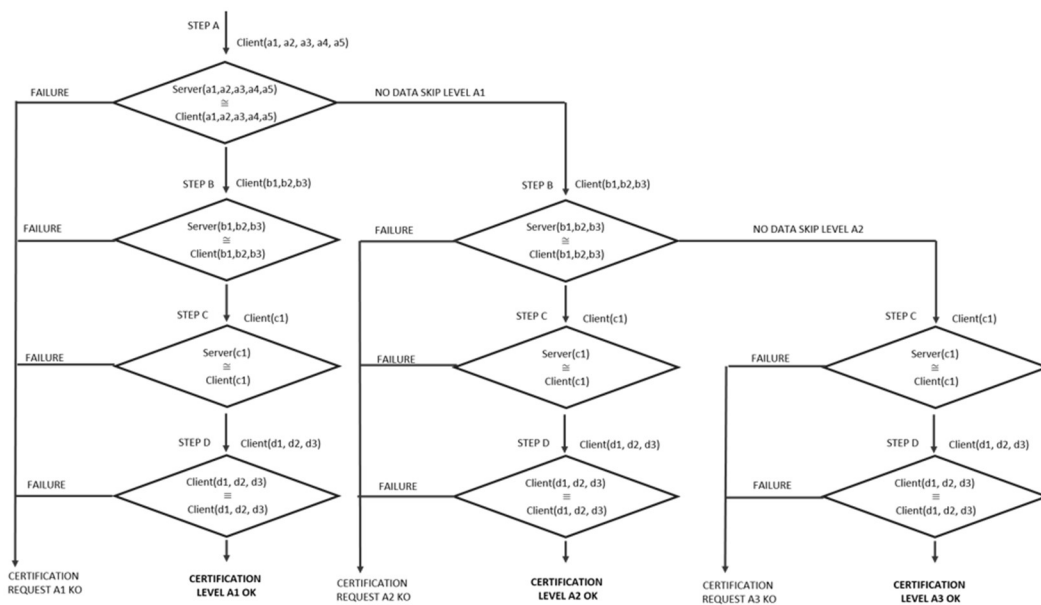 STEP A
Client(a1, a2, a3, a4, a5)
FAILURE
Server(a1,a2,a3,a4,a5)
≅
Client(a1,a2,a3,a4,a5)
NO DATA SKIP LEVEL A1
STEP B
Client(b1,b2,b3)
STEP B
Client(b1,b2,b3)
FAILURE
Server(b1,b2,b3)
≅
Client(b1,b2,b3)
FAILURE
Server(b1,b2,b3)
≅
Client(b1,b2,b3)
NO DATA SKIP LEVEL A2
STEP C
Client(c1)
STEP C
Client(c1)
STEP C
Client(c1)
FAILURE
Server(c1)
≅
Client(c1)
FAILURE
Server(c1)
≅
Client(c1)
FAILURE
Server(c1)
≅
Client(c1)
STEP D
Client(d1, d2, d3)
STEP D
Client(d1, d2, d3)
STEP D
Client(d1, d2, d3)
FAILURE
Client(d1, d2, d3)
≡
Client(d1, d2, d3)
FAILURE
Client(d1, d2, d3)
≡
Client(d1, d2, d3)
FAILURE
Client(d1, d2, d3)
≡
Client(d1, d2, d3)
CERTIFICATION
REQUEST A1 KO
CERTIFICATION
LEVEL A1 OK
CERTIFICATION
REQUEST A2 KO
CERTIFICATION
LEVEL A2 OK
CERTIFICATION
REQUEST A3 KO
CERTIFICATION
LEVEL A3 OK